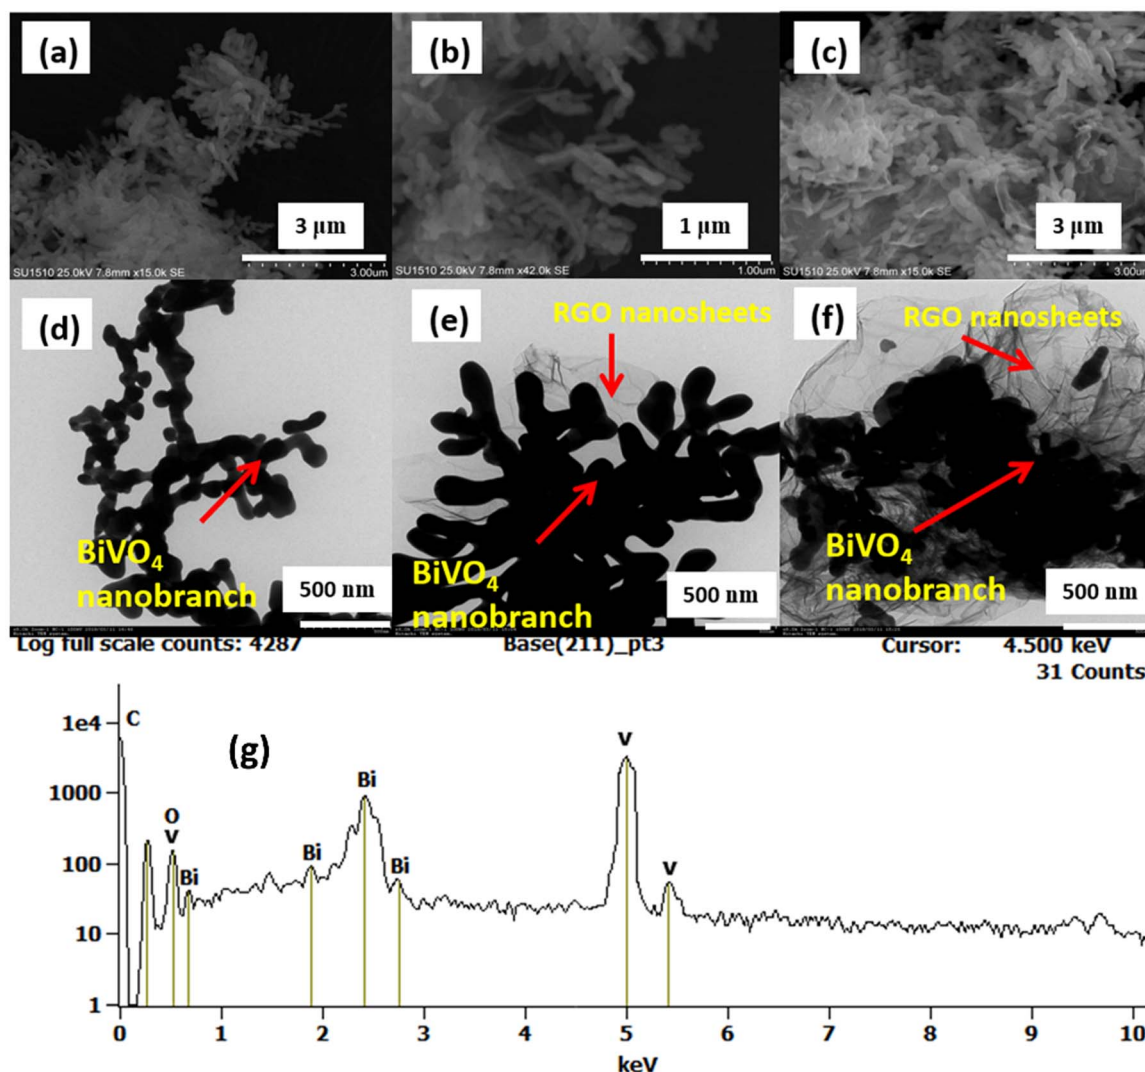 (a)
3 µm
SU1510 25.0kV 7.8mm x15.0k SE
3.00um
(b)
1 µm
SU1510 25.0kV 7.8mm x42.0k SE
1.00um
(c)
3 µm
SU1510 25.0kV 7.8mm x15.0k SE
3.00um
(d)
BiVO₄
nanobranch
500 nm
(e)
RGO nanosheets
BiVO₄
nanobranch
500 nm
(f)
RGO nanosheets
BiVO₄
nanobranch
500 nm
Log full scale counts: 4287
Base(211)_pt3
Cursor: 4.500 keV
31 Counts
(g)
1e4
1000
100
10
1
C
O
V
Bi
Bi
Bi
Bi
V
V
0 1 2 3 4 5 6 7 8 9 10
keV